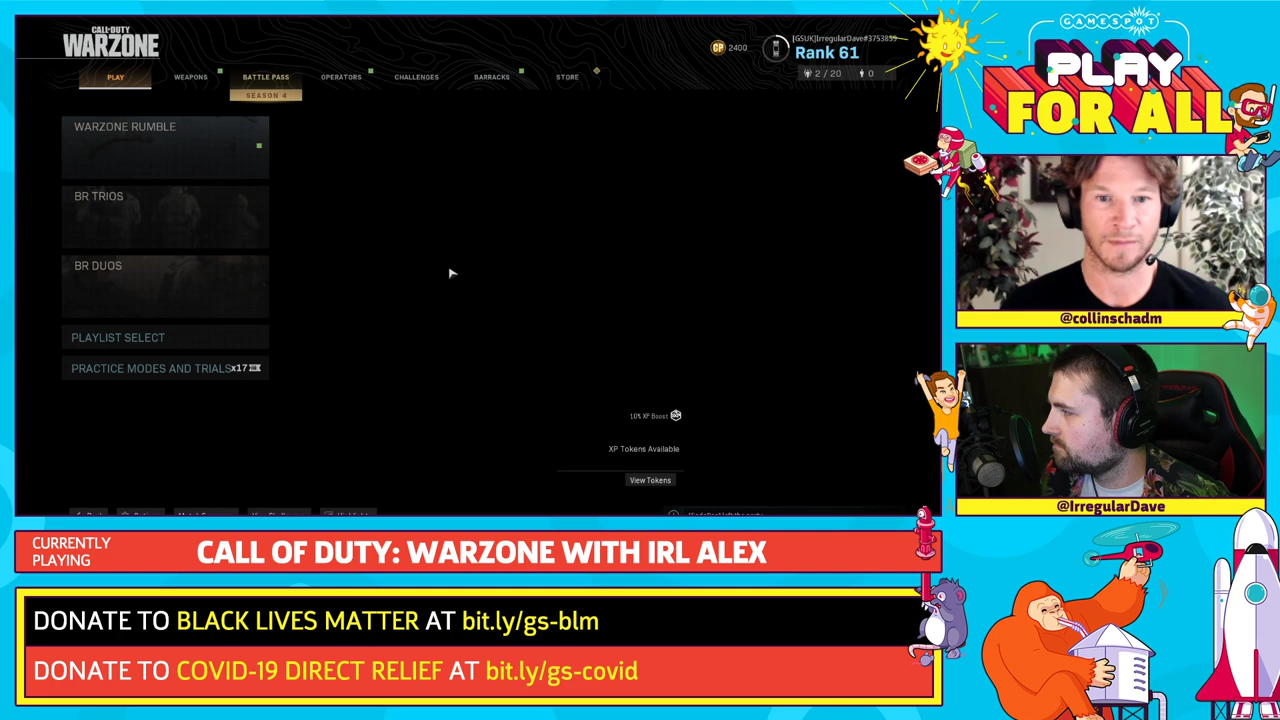 CALL OF DUTY
WARZONE
CP 2400
[GSUK]IrregularDave#3753859
Rank 61
2 / 20
0
PLAY
WEAPONS
BATTLE PASS
OPERATORS
CHALLENGES
BARRACKS
STORE
SEASON 4
WARZONE RUMBLE
BR TRIOS
BR DUOS
PLAYLIST SELECT
PRACTICE MODES AND TRIALS x17
10% XP Boost
XP Tokens Available
View Tokens
GAMESPOT
PLAY
FOR ALL
@collinschadm
@IrregularDave
CURRENTLY
PLAYING
CALL OF DUTY: WARZONE WITH IRL ALEX
DONATE TO BLACK LIVES MATTER AT bit.ly/gs-blm
DONATE TO COVID-19 DIRECT RELIEF AT bit.ly/gs-covid